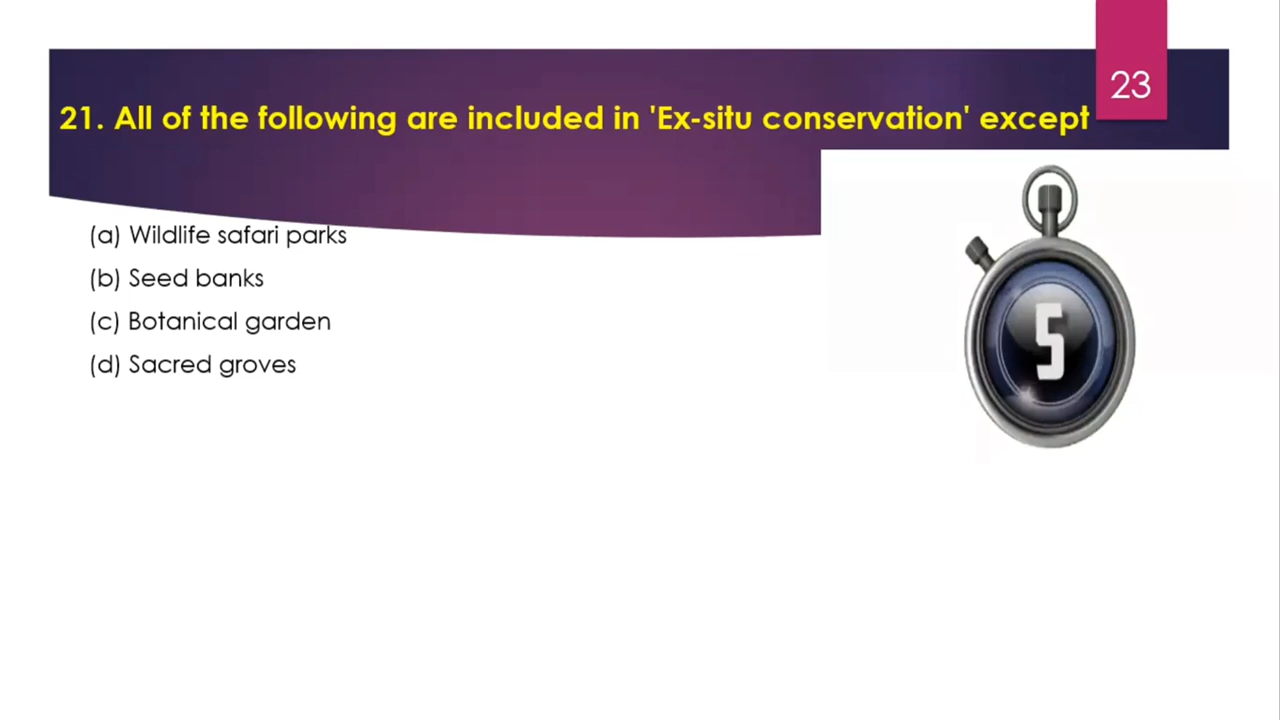 23
21. All of the following are included in 'Ex-situ conservation' except
(a) Wildlife safari parks
(b) Seed banks
(c) Botanical garden
(d) Sacred groves
5